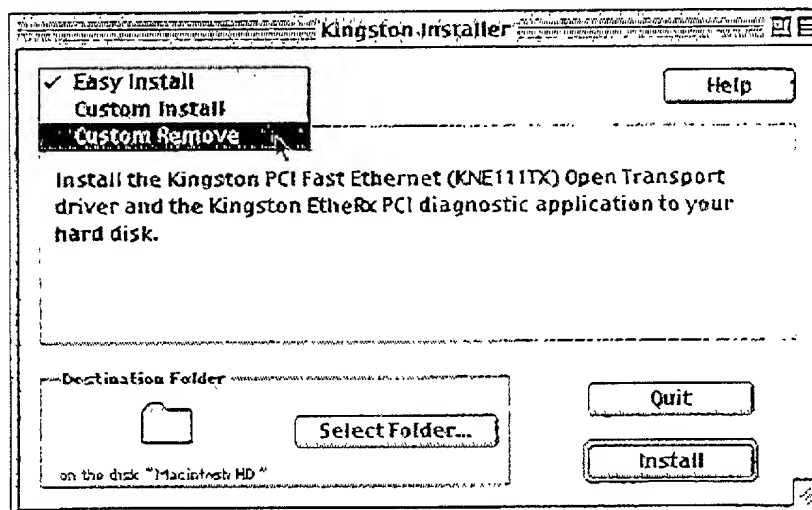 Kingston Installer
✓ Easy Install
Custom Install
Custom Remove
Help
Install the Kingston PCI Fast Ethernet (KNE111TX) Open Transport
driver and the Kingston EtheRx PCI diagnostic application to your
hard disk.
Destination Folder
Select Folder...
on the disk "Macintosh HD"
Quit
Install